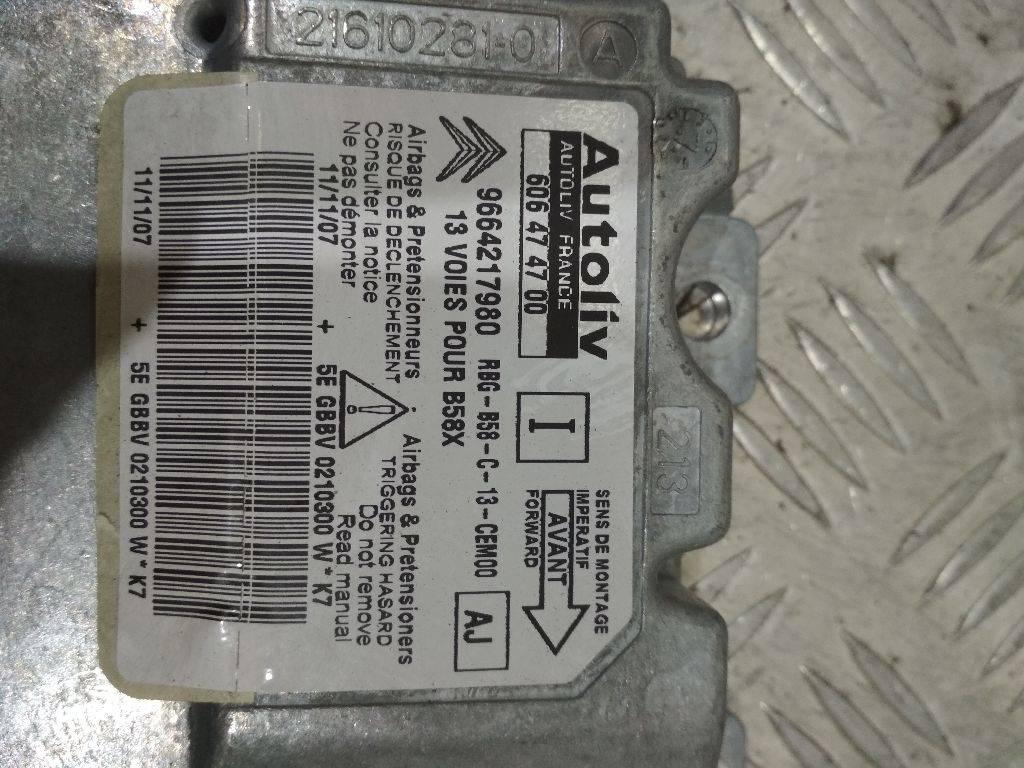 21610281-0
A
Autoliv
AUTOLIV FRANCE
606 47 47 00
I
SENS DE MONTAGE
IMPERATIF
AVANT
FORWARD
9664217980 RBG-B58-C-13-CEM00
13 VOIES POUR B58X
AJ
Airbags & Pretensionneurs
RISQUE DE DECLENCHEMENT
Consulter la notice
Ne pas démonter
Airbags & Pretensioners
TRIGGERING HASARD
Do not remove
Read manual
11/11/07 + 5E GBBV 0210300 W * K7
11/11/07 + 5E GBBV 0210300 W * K7
213